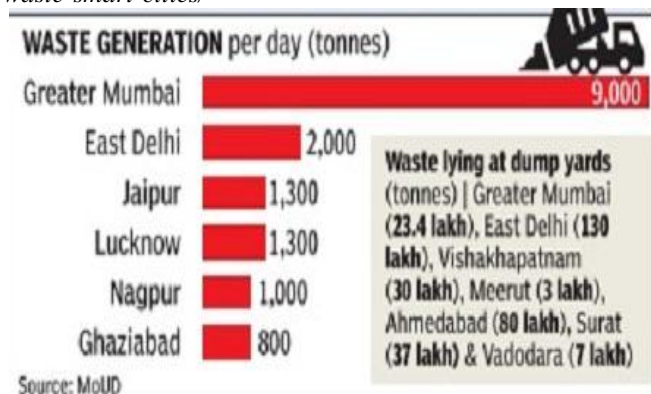 WASTE GENERATION per day (tonnes)
Greater Mumbai 9,000
East Delhi 2,000
Jaipur 1,300
Lucknow 1,300
Nagpur 1,000
Ghaziabad 800
Waste lying at dump yards
(tonnes) | Greater Mumbai
(23.4 lakh), East Delhi (130
lakh), Vishakhapatnam
(30 lakh), Meerut (3 lakh),
Ahmedabad (80 lakh), Surat
(37 lakh) & Vadodara (7 lakh)
Source: MoUD